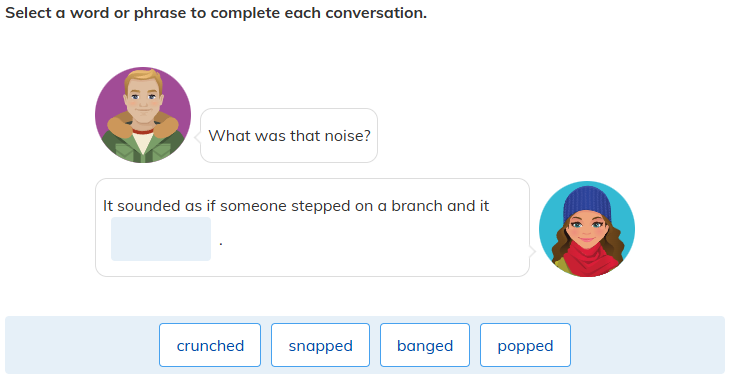 Select a word or phrase to complete each conversation.
What was that noise?
It sounded as if someone stepped on a branch and it
.
crunched snapped banged popped